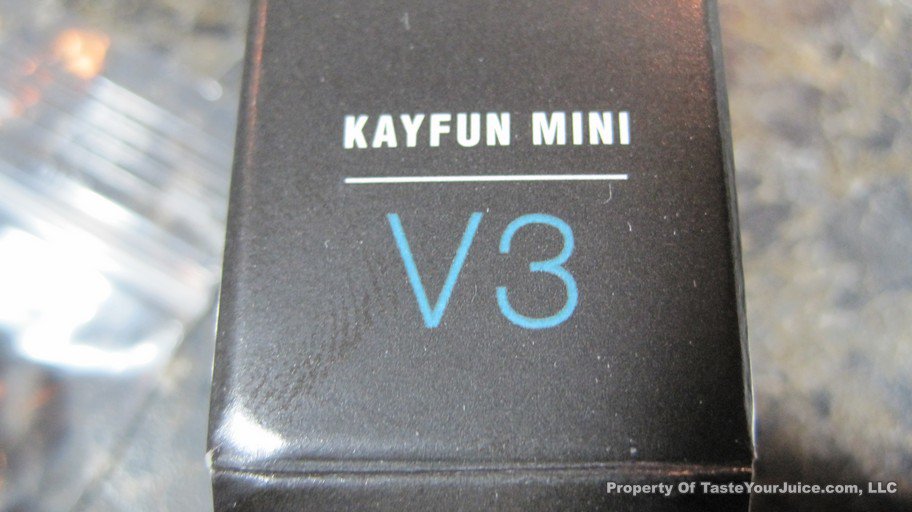 KAYFUN MINI
V3
Property Of TasteYourJuice.com, LLC